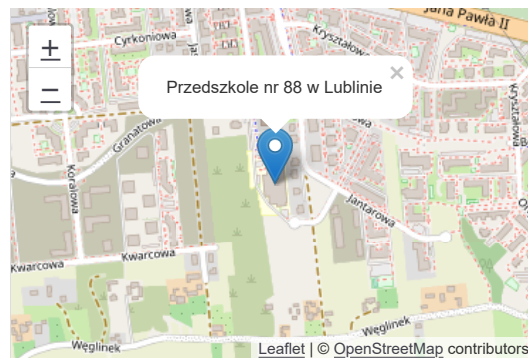 Jana Pawła II
+
Cyrkoniowa
Kryształowa
×
Przedszkole nr 88 w Lublinie
−
Kryształowa
Granatowa
Koralowa
Jantarowa
Kwarcowa
Kwarcowa
Węglinek
Węglinek
Leaflet | © OpenStreetMap contributors